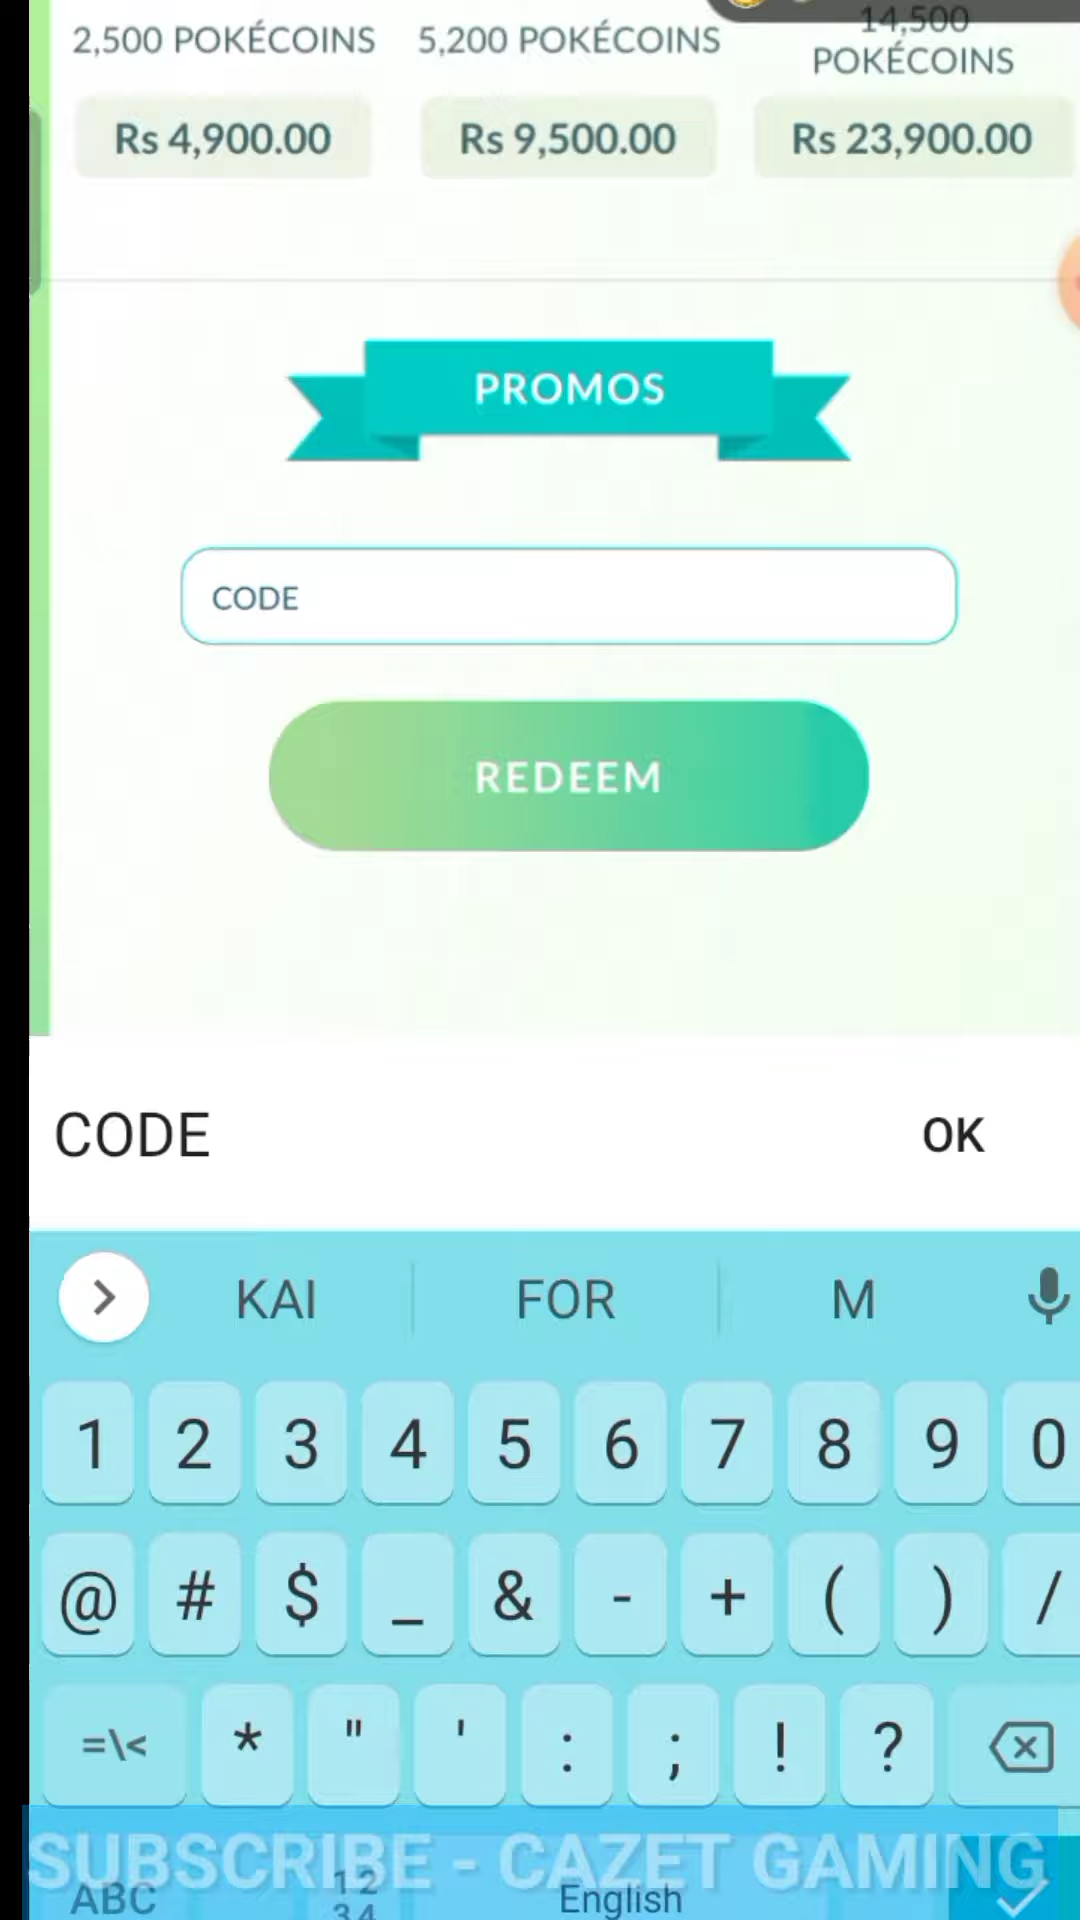 2,500 POKÉCOINS 5,200 POKÉCOINS 14,500 POKÉCOINS
Rs 4,900.00 Rs 9,500.00 Rs 23,900.00
PROMOS
CODE
REDEEM
CODE OK
KAI FOR M
1 2 3 4 5 6 7 8 9 0
@ # $ _ & - + ( ) /
=\< * " ' : ; ! ?
SUBSCRIBE - CAZET GAMING
ABC 12 34 English